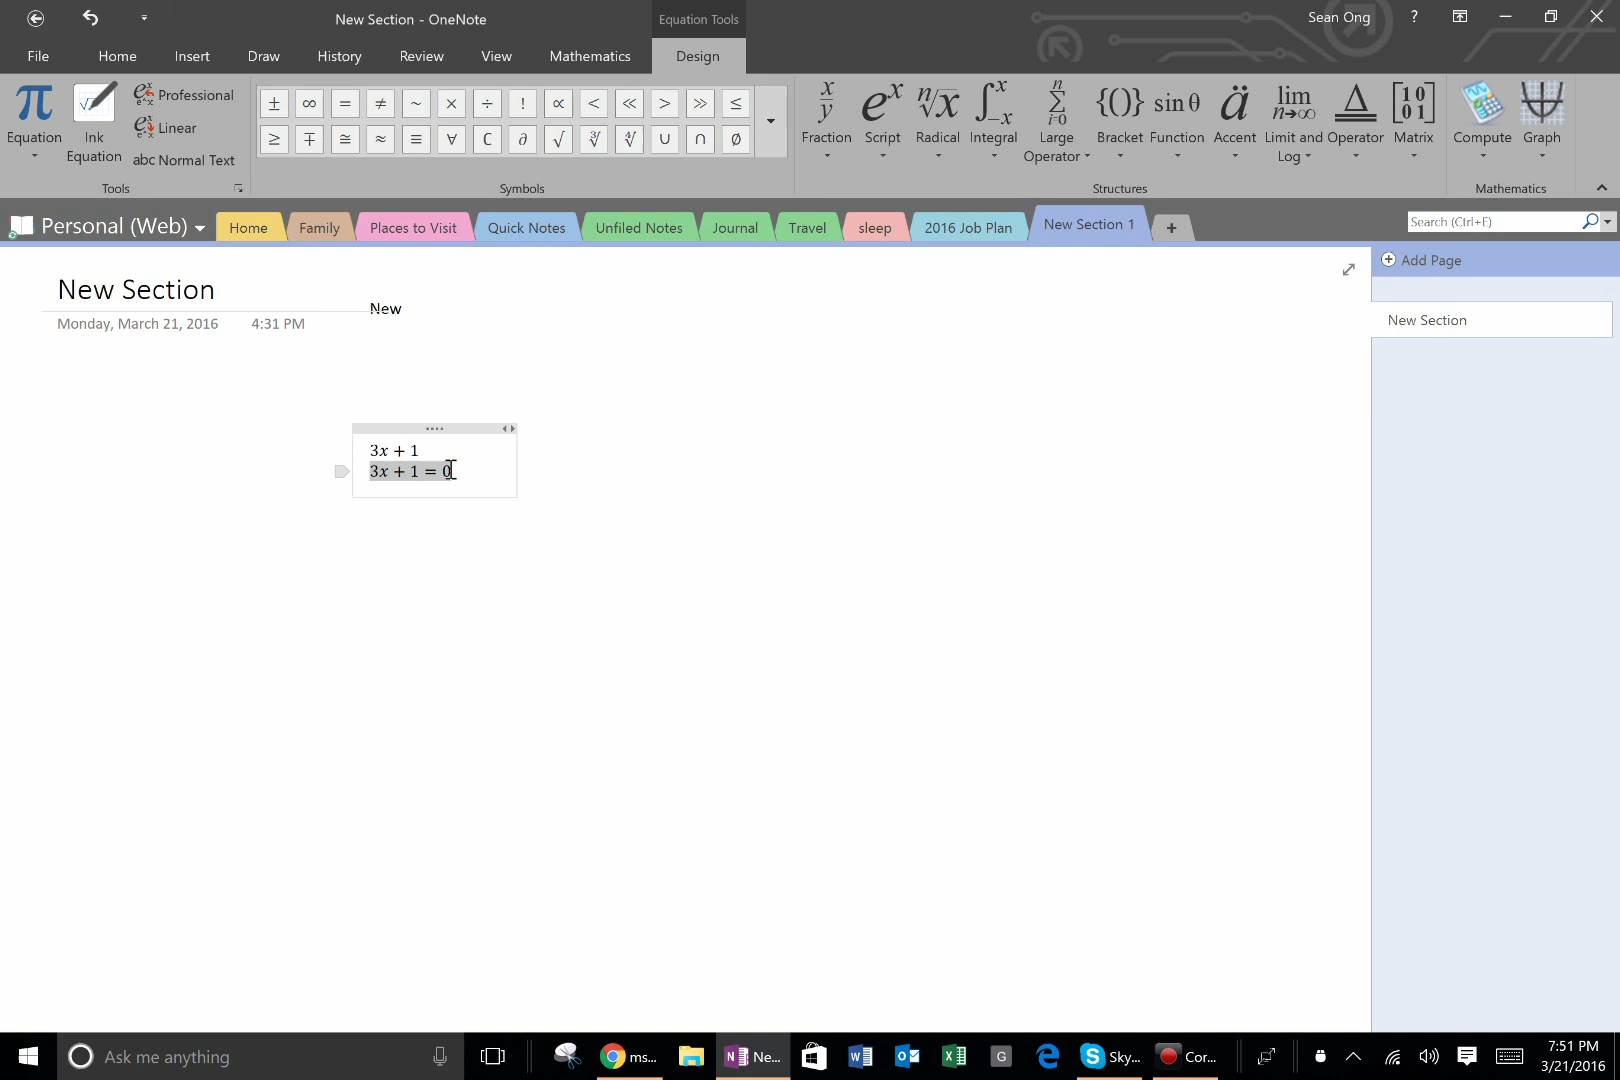 New Section - OneNote
Equation Tools
Sean Ong
?
File Home Insert Draw History Review View Mathematics Design
Equation
Ink Equation
Professional
Linear
abc Normal Text
Tools
± ∞ = ≠ ~ × ÷ ! ∝ < ≪ > ≫ ≤
≥ ∓ ≅ ≈ ≡ ∀ ∁ ∂ √ ∛ ∜ ∪ ∩ ∅
Symbols
Fraction Script Radical Integral Large Operator Bracket Function Accent Limit and Log Operator Matrix
Structures
Compute Graph
Mathematics
Personal (Web)
Home Family Places to Visit Quick Notes Unfiled Notes Journal Travel sleep 2016 Job Plan New Section 1 +
Search (Ctrl+E)
Add Page
New Section
New Section
New
Monday, March 21, 2016 4:31 PM
3x + 1
3x + 1 = 0
Ask me anything
ms...
Ne...
Sky...
Cor...
7:51 PM
3/21/2016